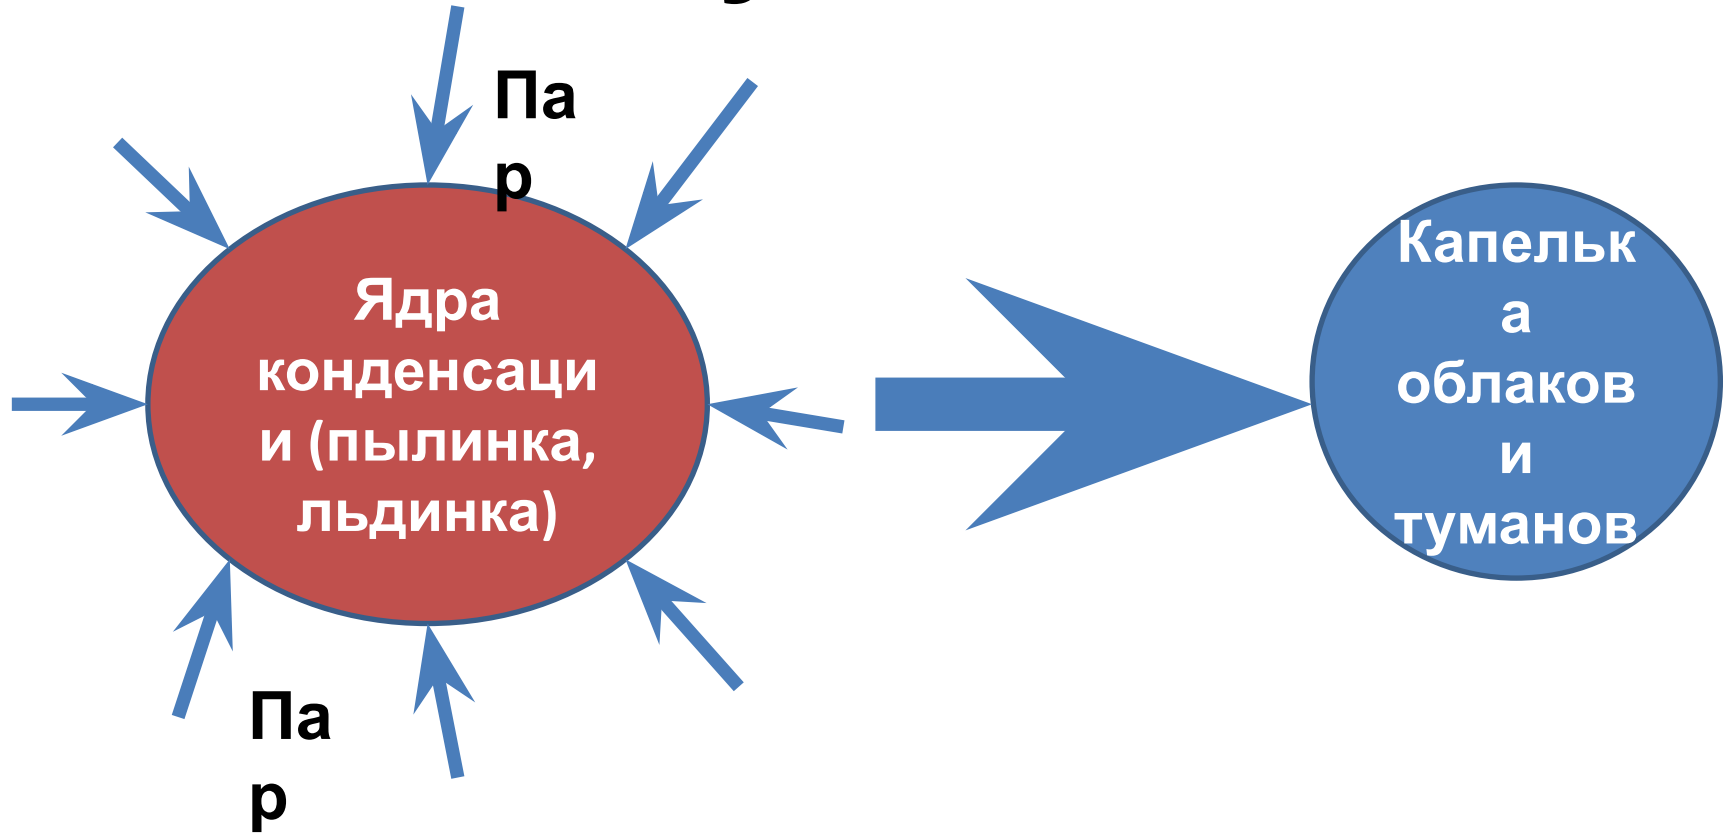 Па
р
Ядра
конденсаци
и (пылинка,
льдинка)
Капельк
а
облаков
и
туманов
Па
р